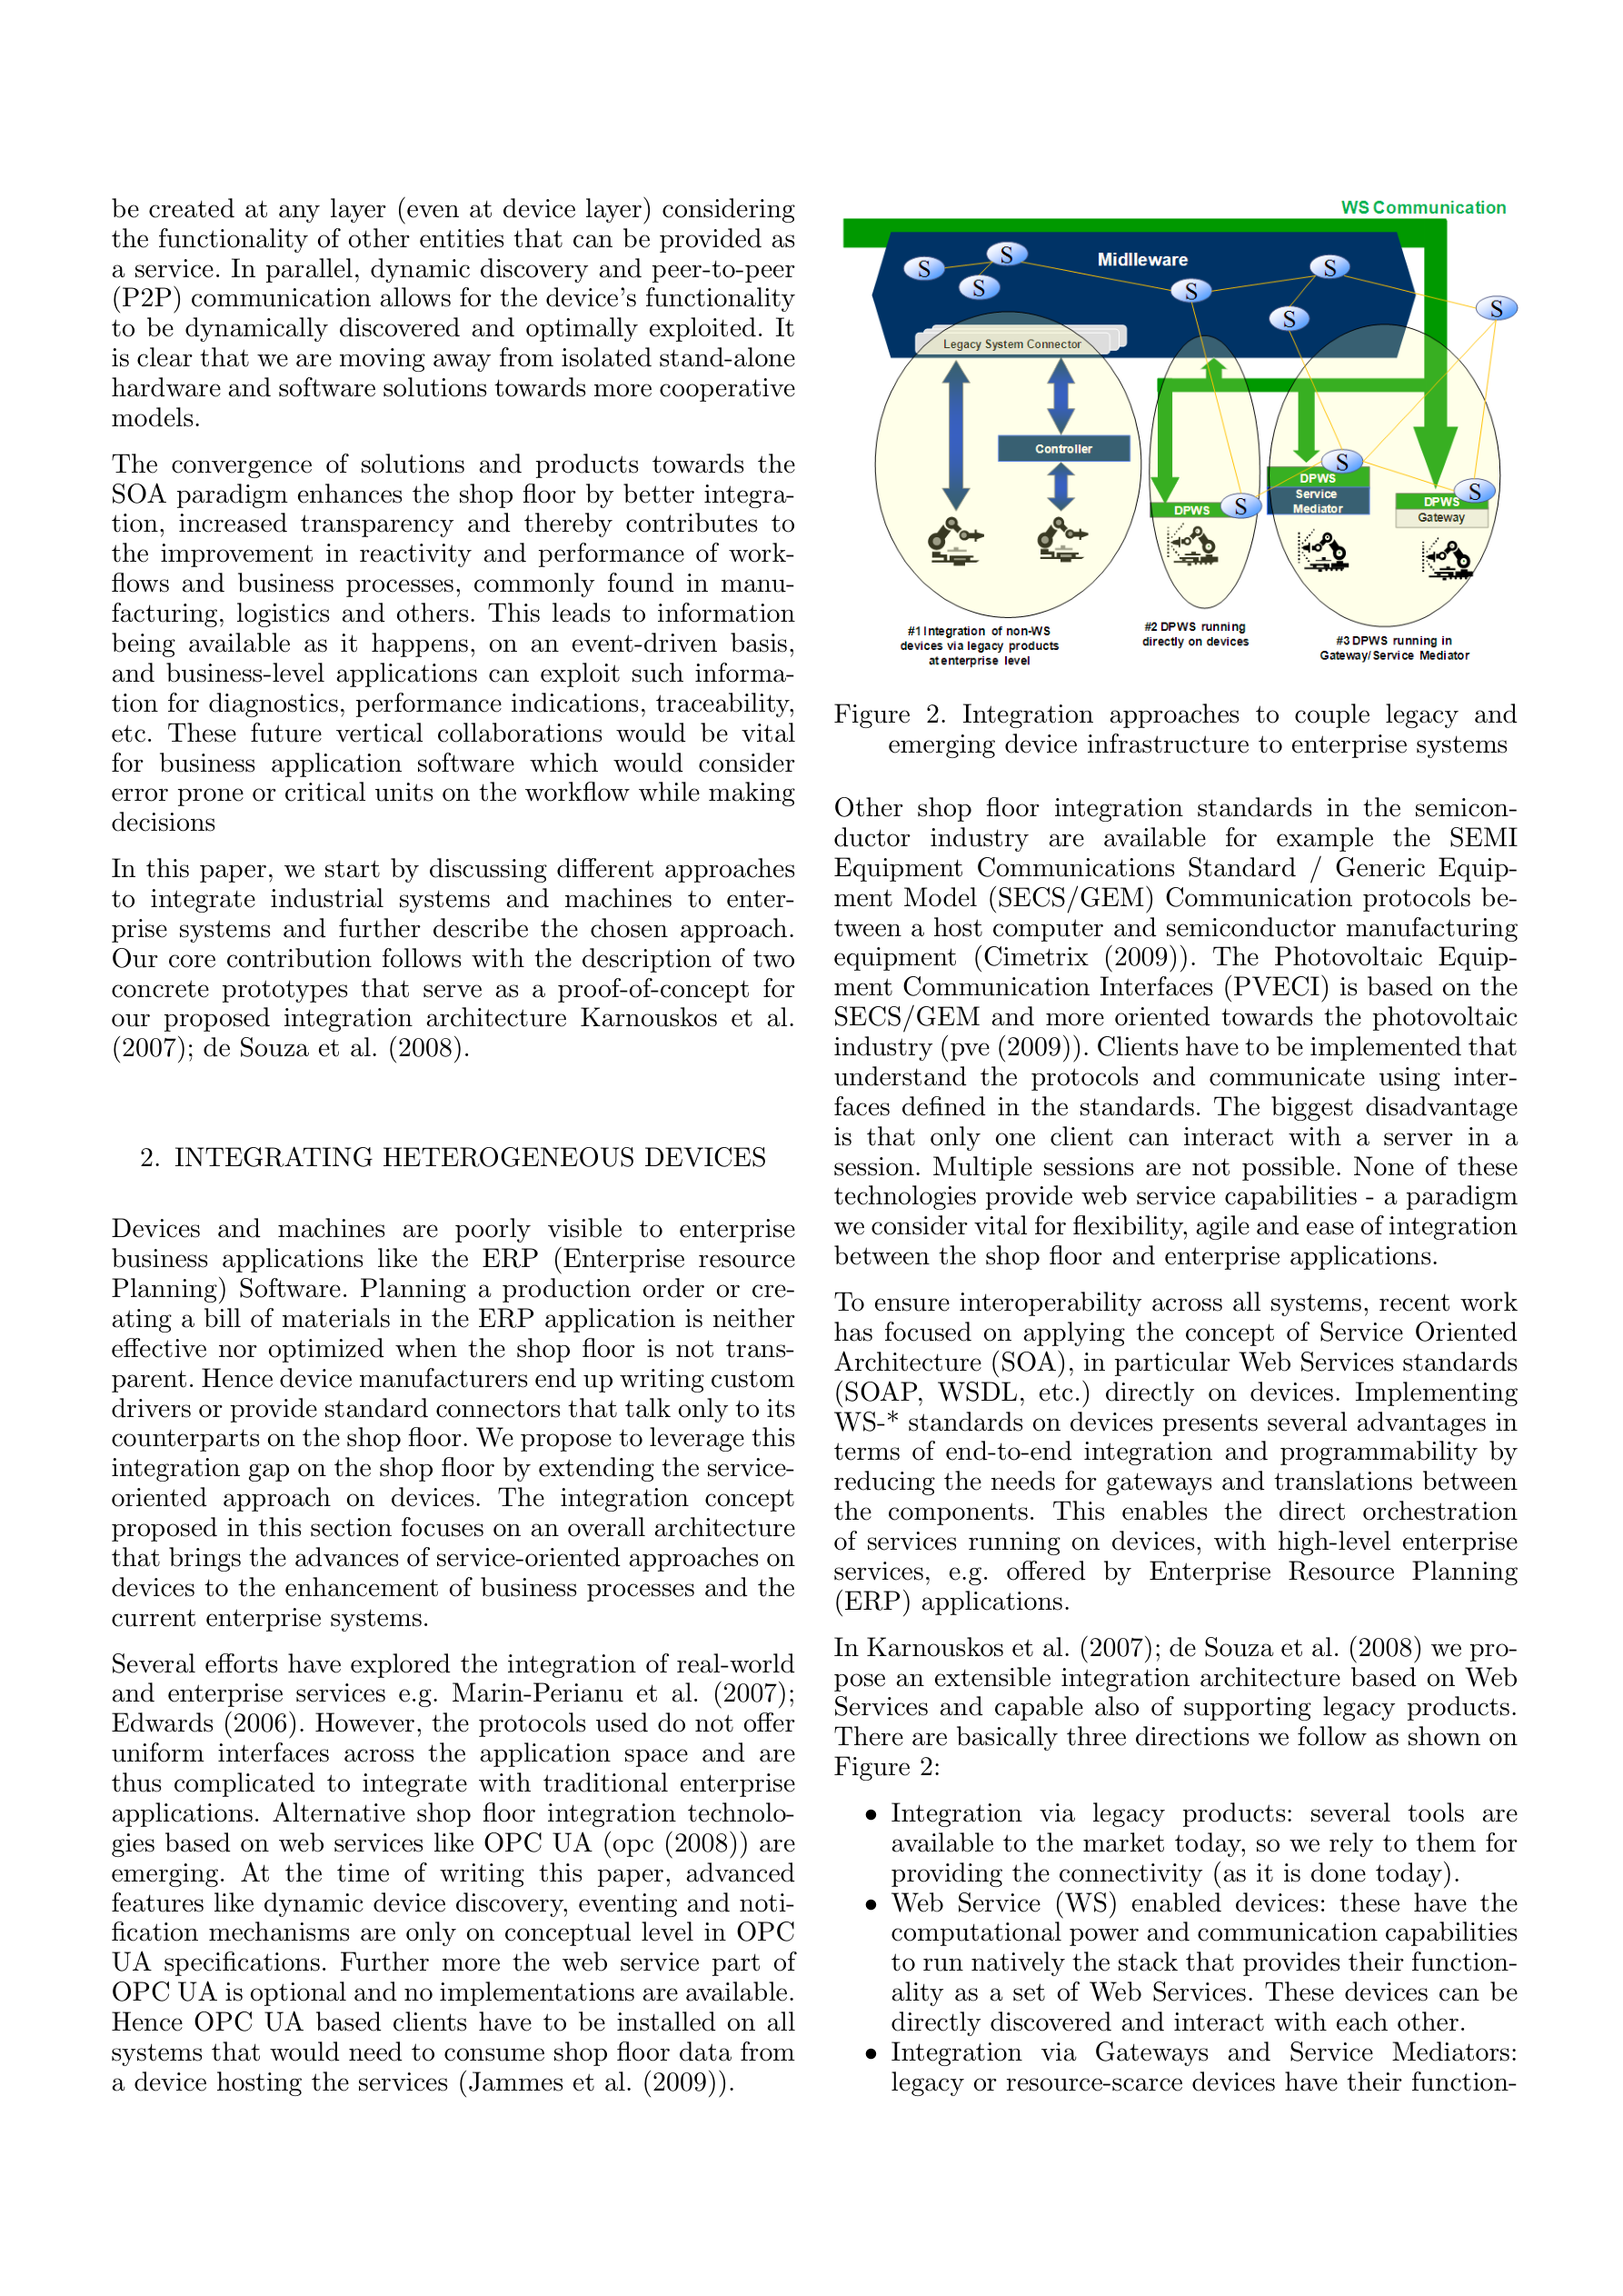 be created at any layer (even at device layer) considering
the functionality of other entities that can be provided as
a service. In parallel, dynamic discovery and peer-to-peer
(P2P) communication allows for the device's functionality
to be dynamically discovered and optimally exploited. It
is clear that we are moving away from isolated stand-alone
hardware and software solutions towards more cooperative
models.
The convergence of solutions and products towards the
SOA paradigm enhances the shop floor by better integra-
tion, increased transparency and thereby contributes to
the improvement in reactivity and performance of work-
flows and business processes, commonly found in manu-
facturing, logistics and others. This leads to information
being available as it happens, on an event-driven basis,
and business-level applications can exploit such informa-
tion for diagnostics, performance indications, traceability,
etc. These future vertical collaborations would be vital
for business application software which would consider
error prone or critical units on the workflow while making
decisions
In this paper, we start by discussing different approaches
to integrate industrial systems and machines to enter-
prise systems and further describe the chosen approach.
Our core contribution follows with the description of two
concrete prototypes that serve as a proof-of-concept for
our proposed integration architecture Karnouskos et al.
(2007); de Souza et al. (2008).
2. INTEGRATING HETEROGENEOUS DEVICES
Devices and machines are poorly visible to enterprise
business applications like the ERP (Enterprise resource
Planning) Software. Planning a production order or cre-
ating a bill of materials in the ERP application is neither
effective nor optimized when the shop floor is not trans-
parent. Hence device manufacturers end up writing custom
drivers or provide standard connectors that talk only to its
counterparts on the shop floor. We propose to leverage this
integration gap on the shop floor by extending the service-
oriented approach on devices. The integration concept
proposed in this section focuses on an overall architecture
that brings the advances of service-oriented approaches on
devices to the enhancement of business processes and the
current enterprise systems.
Several efforts have explored the integration of real-world
and enterprise services e.g. Marin-Perianu et al. (2007);
Edwards (2006). However, the protocols used do not offer
uniform interfaces across the application space and are
thus complicated to integrate with traditional enterprise
applications. Alternative shop floor integration technolo-
gies based on web services like OPC UA (opc (2008)) are
emerging. At the time of writing this paper, advanced
features like dynamic device discovery, eventing and noti-
fication mechanisms are only on conceptual level in OPC
UA specifications. Further more the web service part of
OPC UA is optional and no implementations are available.
Hence OPC UA based clients have to be installed on all
systems that would need to consume shop floor data from
a device hosting the services (Jammes et al. (2009)).
WS Communication
Midlleware
S
S
S
S
S
S
S
Legacy System Connector
Controller
S
DPWS
Service
Mediator
S
DPWS
Gateway
DPWS
S
#1 Integration of non-WS
devices via legacy products
at enterprise level
#2 DPWS running
directly on devices
#3 DPWS running in
Gateway/Service Mediator
Figure 2. Integration approaches to couple legacy and
emerging device infrastructure to enterprise systems
Other shop floor integration standards in the semicon-
ductor industry are available for example the SEMI
Equipment Communications Standard / Generic Equip-
ment Model (SECS/GEM) Communication protocols be-
tween a host computer and semiconductor manufacturing
equipment (Cimetrix (2009)). The Photovoltaic Equip-
ment Communication Interfaces (PVECI) is based on the
SECS/GEM and more oriented towards the photovoltaic
industry (pve (2009)). Clients have to be implemented that
understand the protocols and communicate using inter-
faces defined in the standards. The biggest disadvantage
is that only one client can interact with a server in a
session. Multiple sessions are not possible. None of these
technologies provide web service capabilities - a paradigm
we consider vital for flexibility, agile and ease of integration
between the shop floor and enterprise applications.
To ensure interoperability across all systems, recent work
has focused on applying the concept of Service Oriented
Architecture (SOA), in particular Web Services standards
(SOAP, WSDL, etc.) directly on devices. Implementing
WS-* standards on devices presents several advantages in
terms of end-to-end integration and programmability by
reducing the needs for gateways and translations between
the components. This enables the direct orchestration
of services running on devices, with high-level enterprise
services, e.g. offered by Enterprise Resource Planning
(ERP) applications.
In Karnouskos et al. (2007); de Souza et al. (2008) we pro-
pose an extensible integration architecture based on Web
Services and capable also of supporting legacy products.
There are basically three directions we follow as shown on
Figure 2:
• Integration via legacy products: several tools are
available to the market today, so we rely to them for
providing the connectivity (as it is done today).
• Web Service (WS) enabled devices: these have the
computational power and communication capabilities
to run natively the stack that provides their function-
ality as a set of Web Services. These devices can be
directly discovered and interact with each other.
• Integration via Gateways and Service Mediators:
legacy or resource-scarce devices have their function-